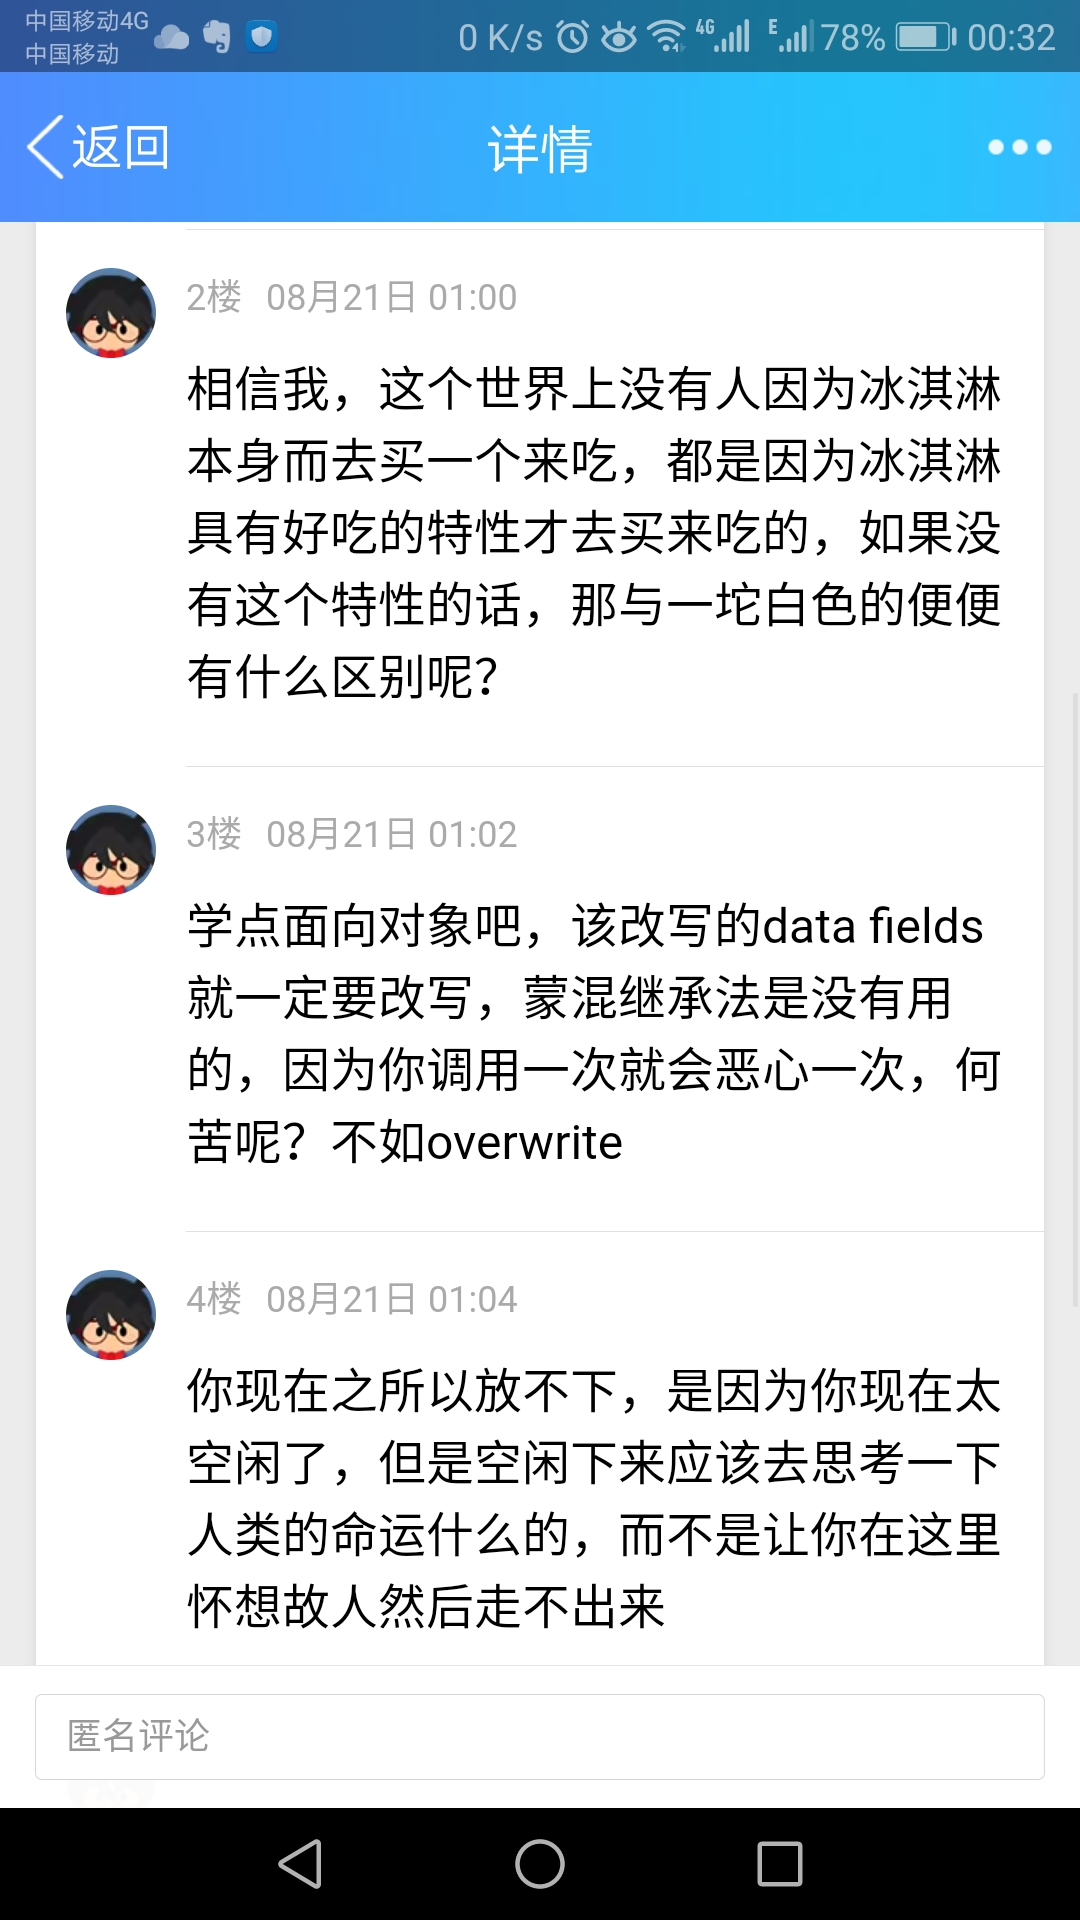 中国移动4G
中国移动
0 K/s 4G E 78% 00:32
返回 详情
2楼 08月21日 01:00
相信我，这个世界上没有人因为冰淇淋
本身而去买一个来吃，都是因为冰淇淋
具有好吃的特性才去买来吃的，如果没
有这个特性的话，那与一坨白色的便便
有什么区别呢？
3楼 08月21日 01:02
学点面向对象吧，该改写的data fields
就一定要改写，蒙混继承法是没有用
的，因为你调用一次就会恶心一次，何
苦呢？不如overwrite
4楼 08月21日 01:04
你现在之所以放不下，是因为你现在太
空闲了，但是空闲下来应该去思考一下
人类的命运什么的，而不是让你在这里
怀想故人然后走不出来
匿名评论